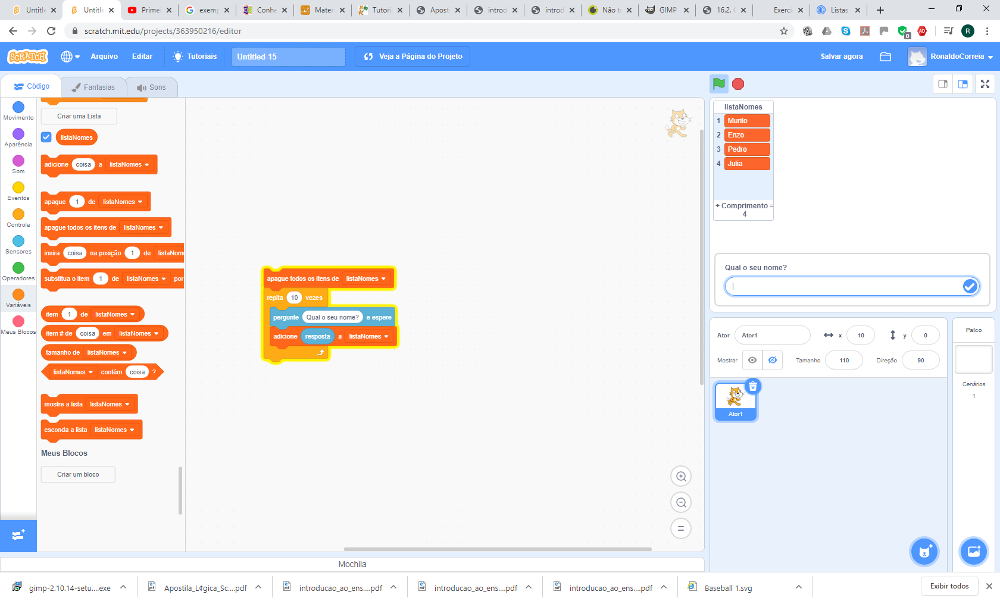 Untitle
Untitle
Primei
exemp
Conhe
Mater
Tutori
Apost
introd
introd
Não t
GIMP
16.2. (
Exercí
Listas
scratch.mit.edu/projects/363950216/editor
0
AD
R
SCRATCH
Arquivo
Editar
Tutoriais
Untitled-15
Veja a Página do Projeto
Salvar agora
RonaldoCorreia
Código
Fantasias
Sons
Movimento
Aparência
Som
Eventos
Controle
Sensores
Operadores
Variáveis
Meus Blocos
Criar uma Lista
listaNomes
adicione coisa a listaNomes
apague 1 de listaNomes
apague todos os itens de listaNomes
insira coisa na posição 1 de listaNom
substitua o item 1 de listaNomes por
item 1 de listaNomes
item # de coisa em listaNomes
tamanho de listaNomes
listaNomes contém coisa ?
mostre a lista listaNomes
esconda a lista listaNomes
Meus Blocos
Criar um bloco
apague todos os itens de listaNomes
repita 10 vezes
pergunte Qual o seu nome? e espere
adicione resposta a listaNomes
listaNomes
1 Murilo
2 Enzo
3 Pedro
4 Julia
+ Comprimento =
4
Qual o seu nome?
Ator Ator1 x 10 y 0
Mostrar Tamanho 110 Direção 90
Ator1
Palco
Cenários
1
Mochila
gimp-2.10.14-setu....exe
Apostila_L¢gica_Sc....pdf
introducao_ao_ens....pdf
introducao_ao_ens....pdf
introducao_ao_ens....pdf
Baseball 1.svg
Exibir todos